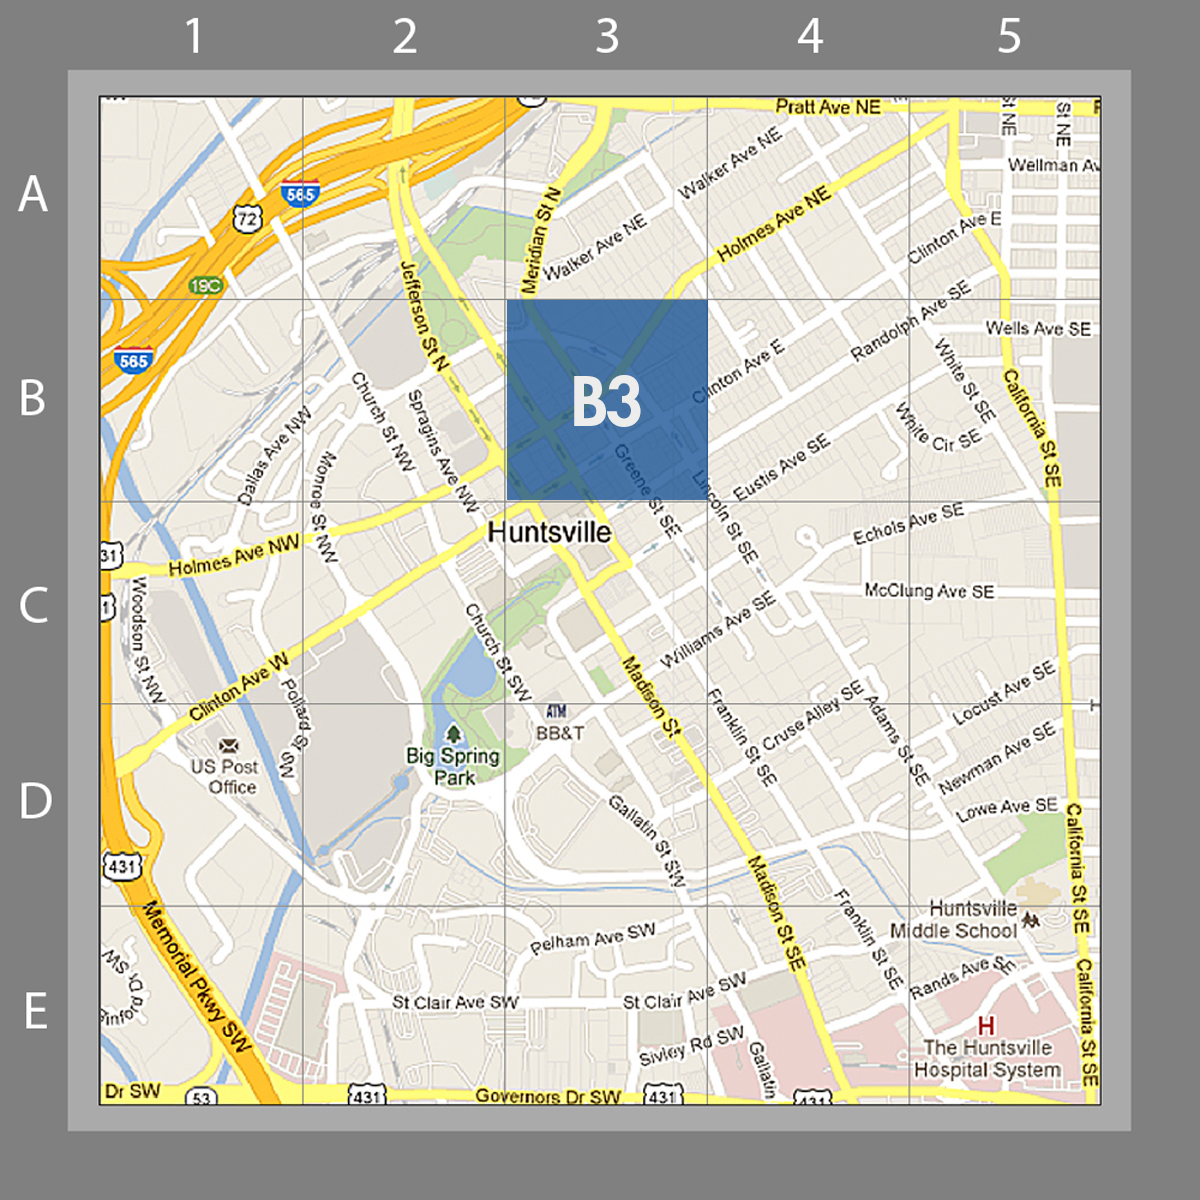 1 2 3 4 5
A
B
C
D
E
Pratt Ave NE
St NE
St NE
Wellman Av
Walker Ave NE
565
72
19C
Meridian St N
Walker Ave NE
Holmes Ave NE
Clinton Ave E
Jefferson St N
Randolph Ave SE
Wells Ave SE
565
B3
Clinton Ave E
White St SE
California St SE
Church St NW
Spragins Ave NW
Dallas Ave NW
Monroe St NW
White Cir SE
Greene St SE
Lincoln St SE
Eustis Ave SE
Huntsville
Echols Ave SE
31
Holmes Ave NW
1
Woodson St NW
McClung Ave SE
Church St SW
Williams Ave SE
Clinton Ave W
Pollard St SW
Madison St
Franklin St SE
Cruse Alley SE
Adams St SE
Locust Ave SE
ATM
BB&T
US Post
Office
Big Spring
Park
Newman Ave SE
Lowe Ave SE
Gallatin St SW
California St SE
431
Madison St SE
Franklin St SE
Memorial Pkwy SW
Huntsville
Middle School
Pelham Ave SW
Rands Ave Sn
St Clair Ave SW
St Clair Ave SW
California St SE
Sivley Rd SW
Gallatin
H
The Huntsville
Hospital System
Dr SW
53
431
Governors Dr SW
431
431